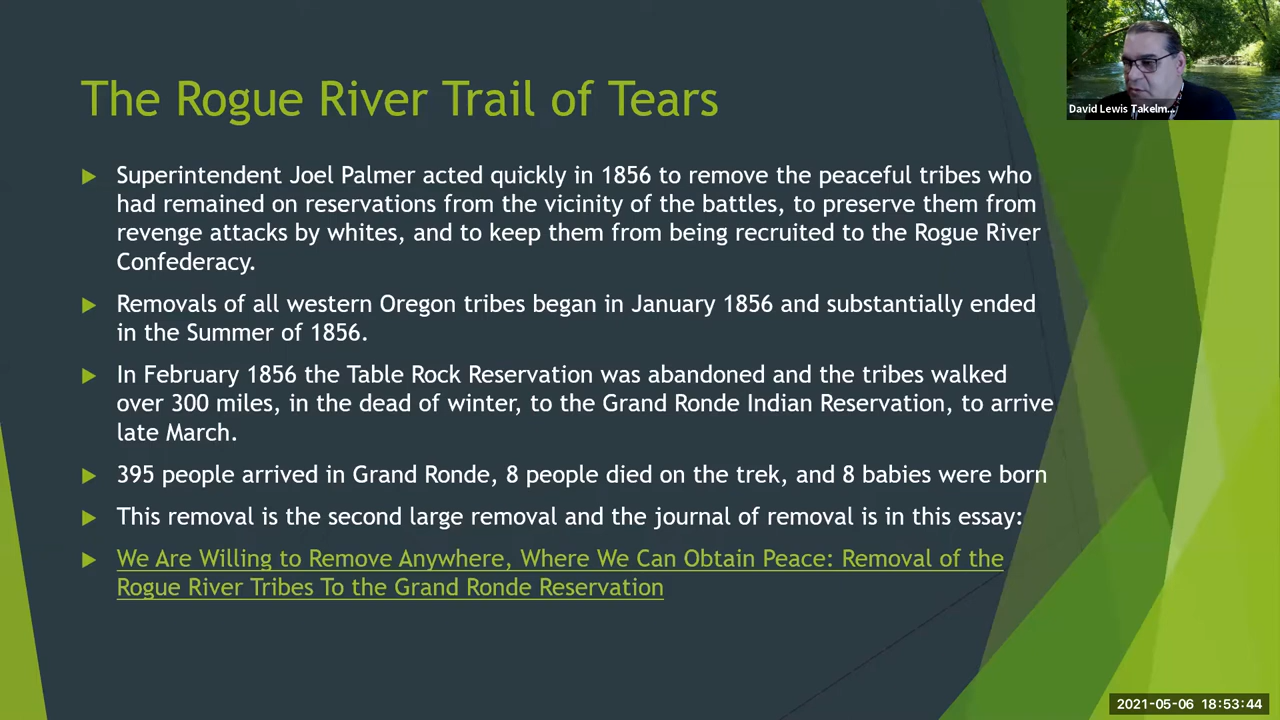 The Rogue River Trail of Tears
David Lewis Takelm...
Superintendent Joel Palmer acted quickly in 1856 to remove the peaceful tribes who
had remained on reservations from the vicinity of the battles, to preserve them from
revenge attacks by whites, and to keep them from being recruited to the Rogue River
Confederacy.
Removals of all western Oregon tribes began in January 1856 and substantially ended
in the Summer of 1856.
In February 1856 the Table Rock Reservation was abandoned and the tribes walked
over 300 miles, in the dead of winter, to the Grand Ronde Indian Reservation, to arrive
late March.
395 people arrived in Grand Ronde, 8 people died on the trek, and 8 babies were born
This removal is the second large removal and the journal of removal is in this essay:
We Are Willing to Remove Anywhere, Where We Can Obtain Peace: Removal of the
Rogue River Tribes To the Grand Ronde Reservation
2021-05-06 18:53:44